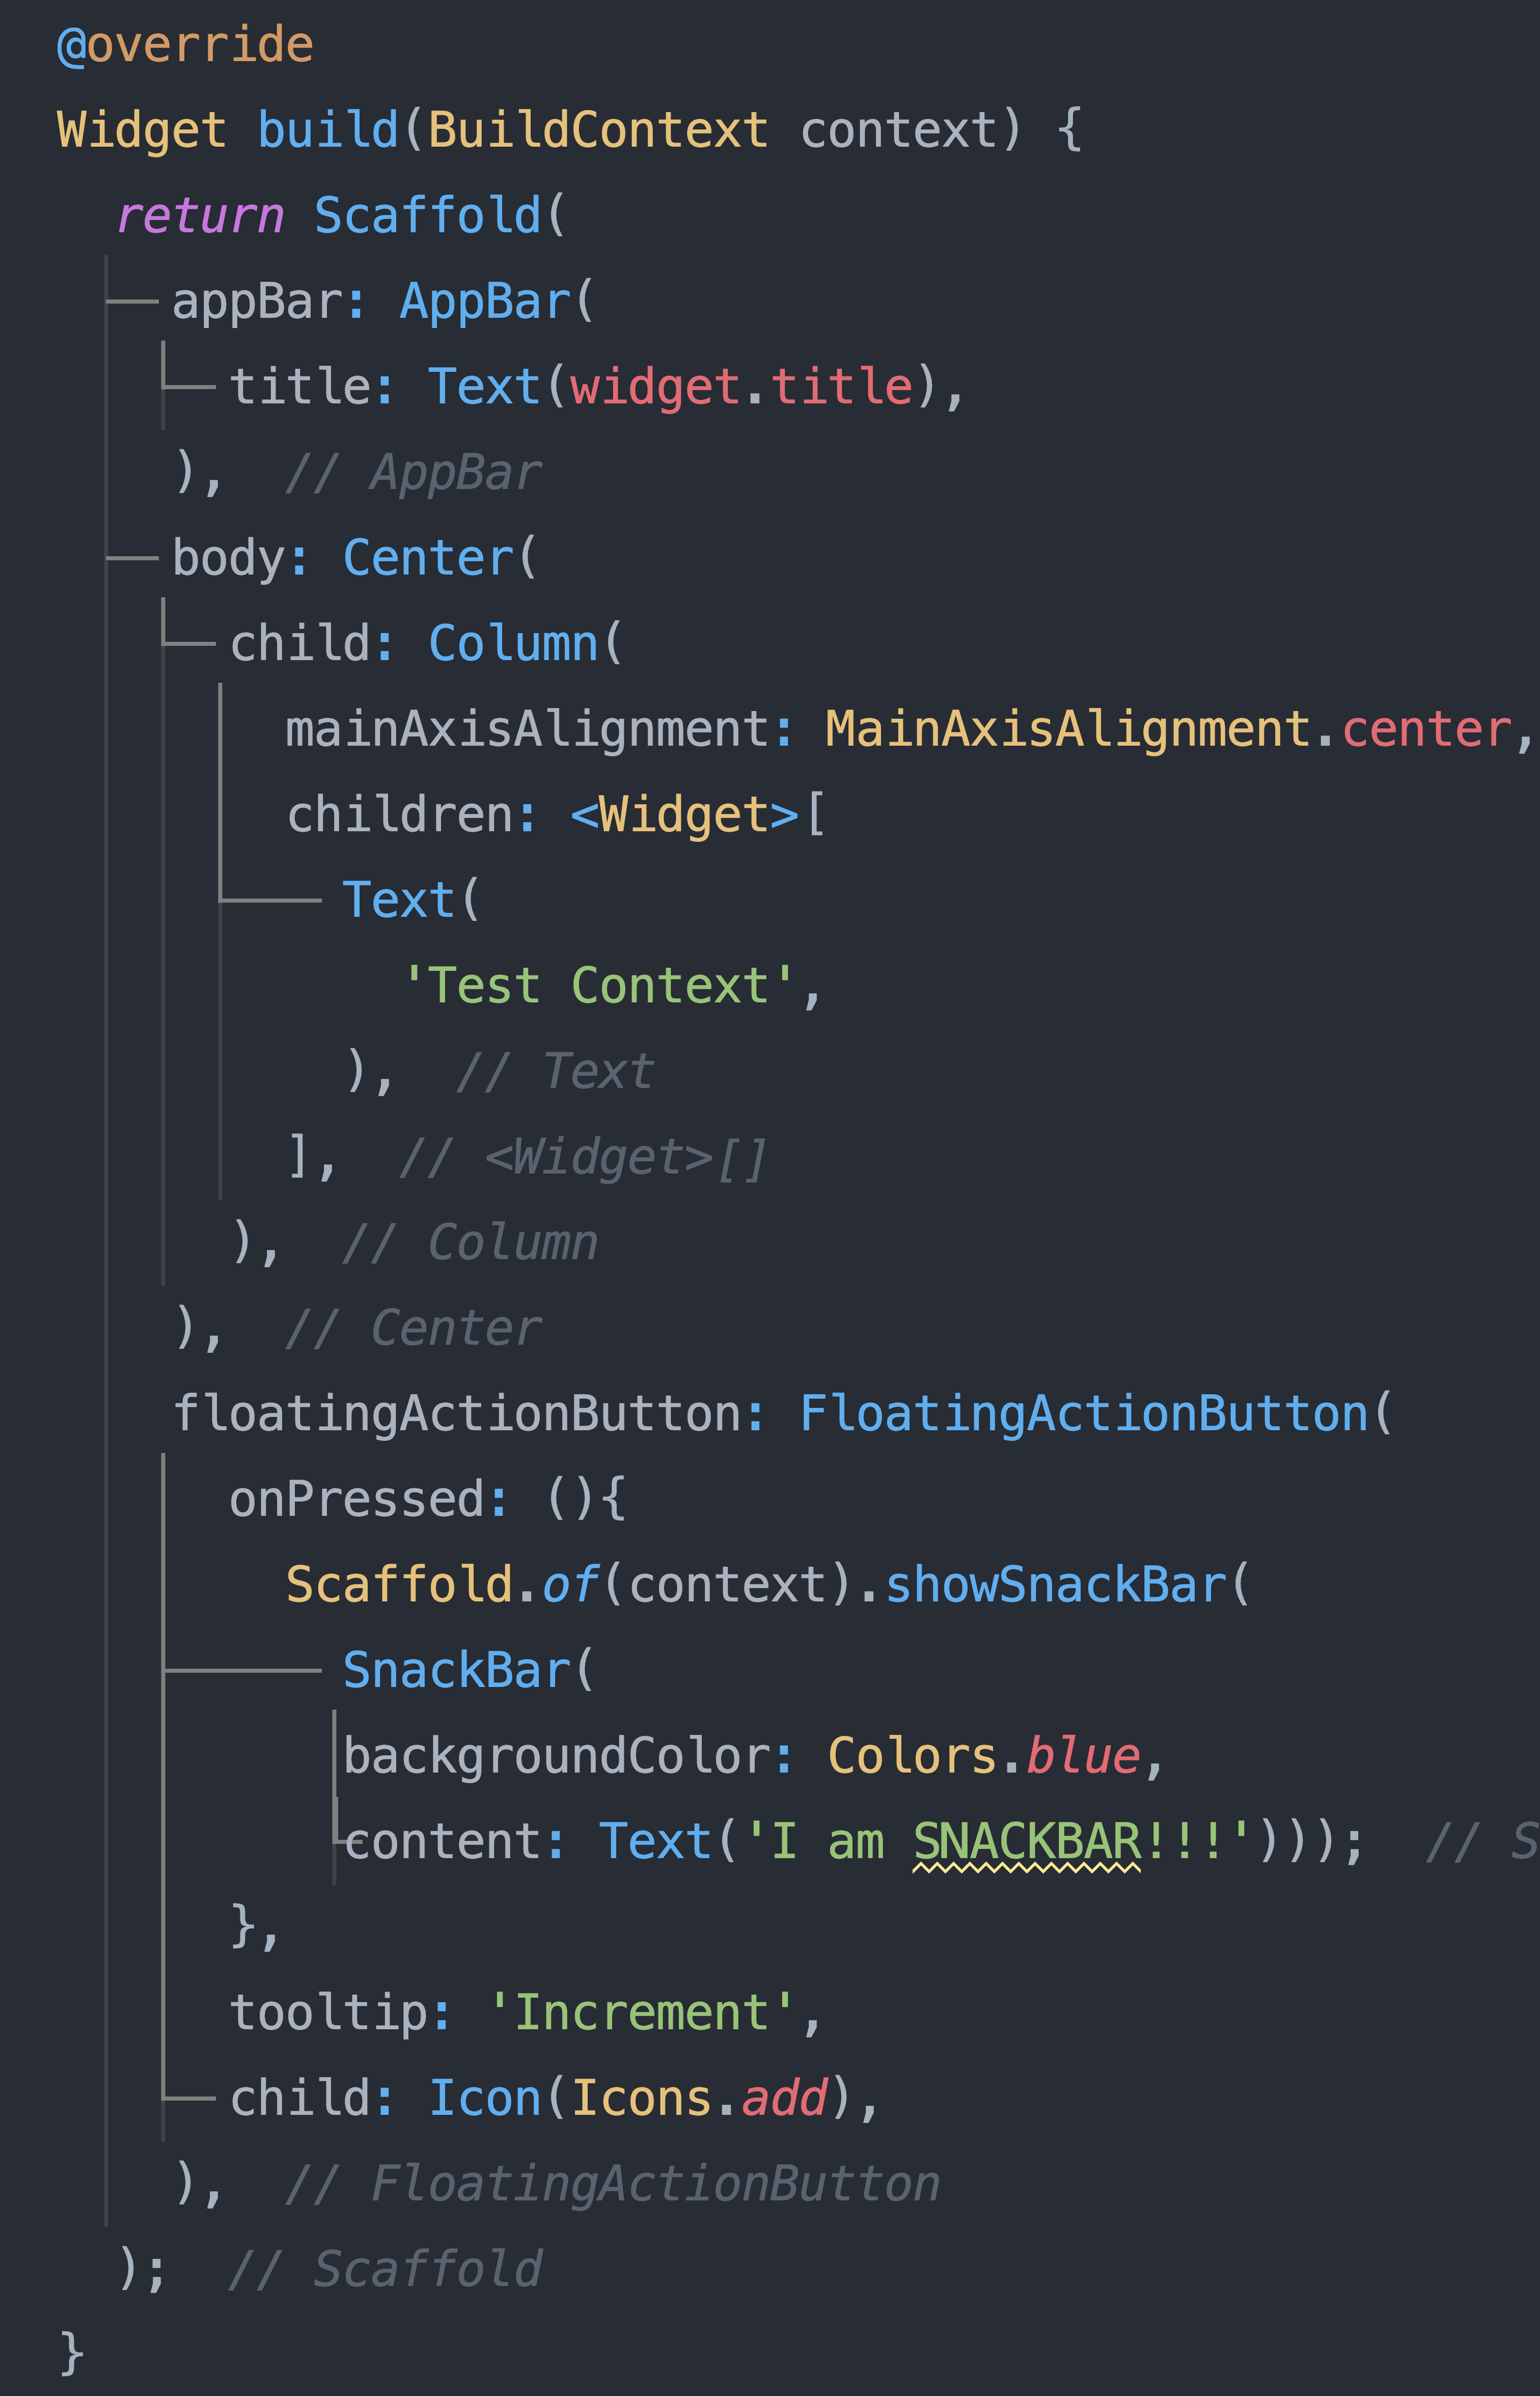 @override
Widget build(BuildContext context) {
  return Scaffold(
    appBar: AppBar(
      title: Text(widget.title),
    ),  // AppBar
    body: Center(
      child: Column(
        mainAxisAlignment: MainAxisAlignment.center,
        children: <Widget>[
          Text(
            'Test Context',
          ),  // Text
        ],  // <Widget>[]
      ),  // Column
    ),  // Center
    floatingActionButton: FloatingActionButton(
      onPressed: (){
        Scaffold.of(context).showSnackBar(
          SnackBar(
          backgroundColor: Colors.blue,
          content: Text('I am SNACKBAR!!!')));  // S
      },
      tooltip: 'Increment',
      child: Icon(Icons.add),
    ),  // FloatingActionButton
  );  // Scaffold
}